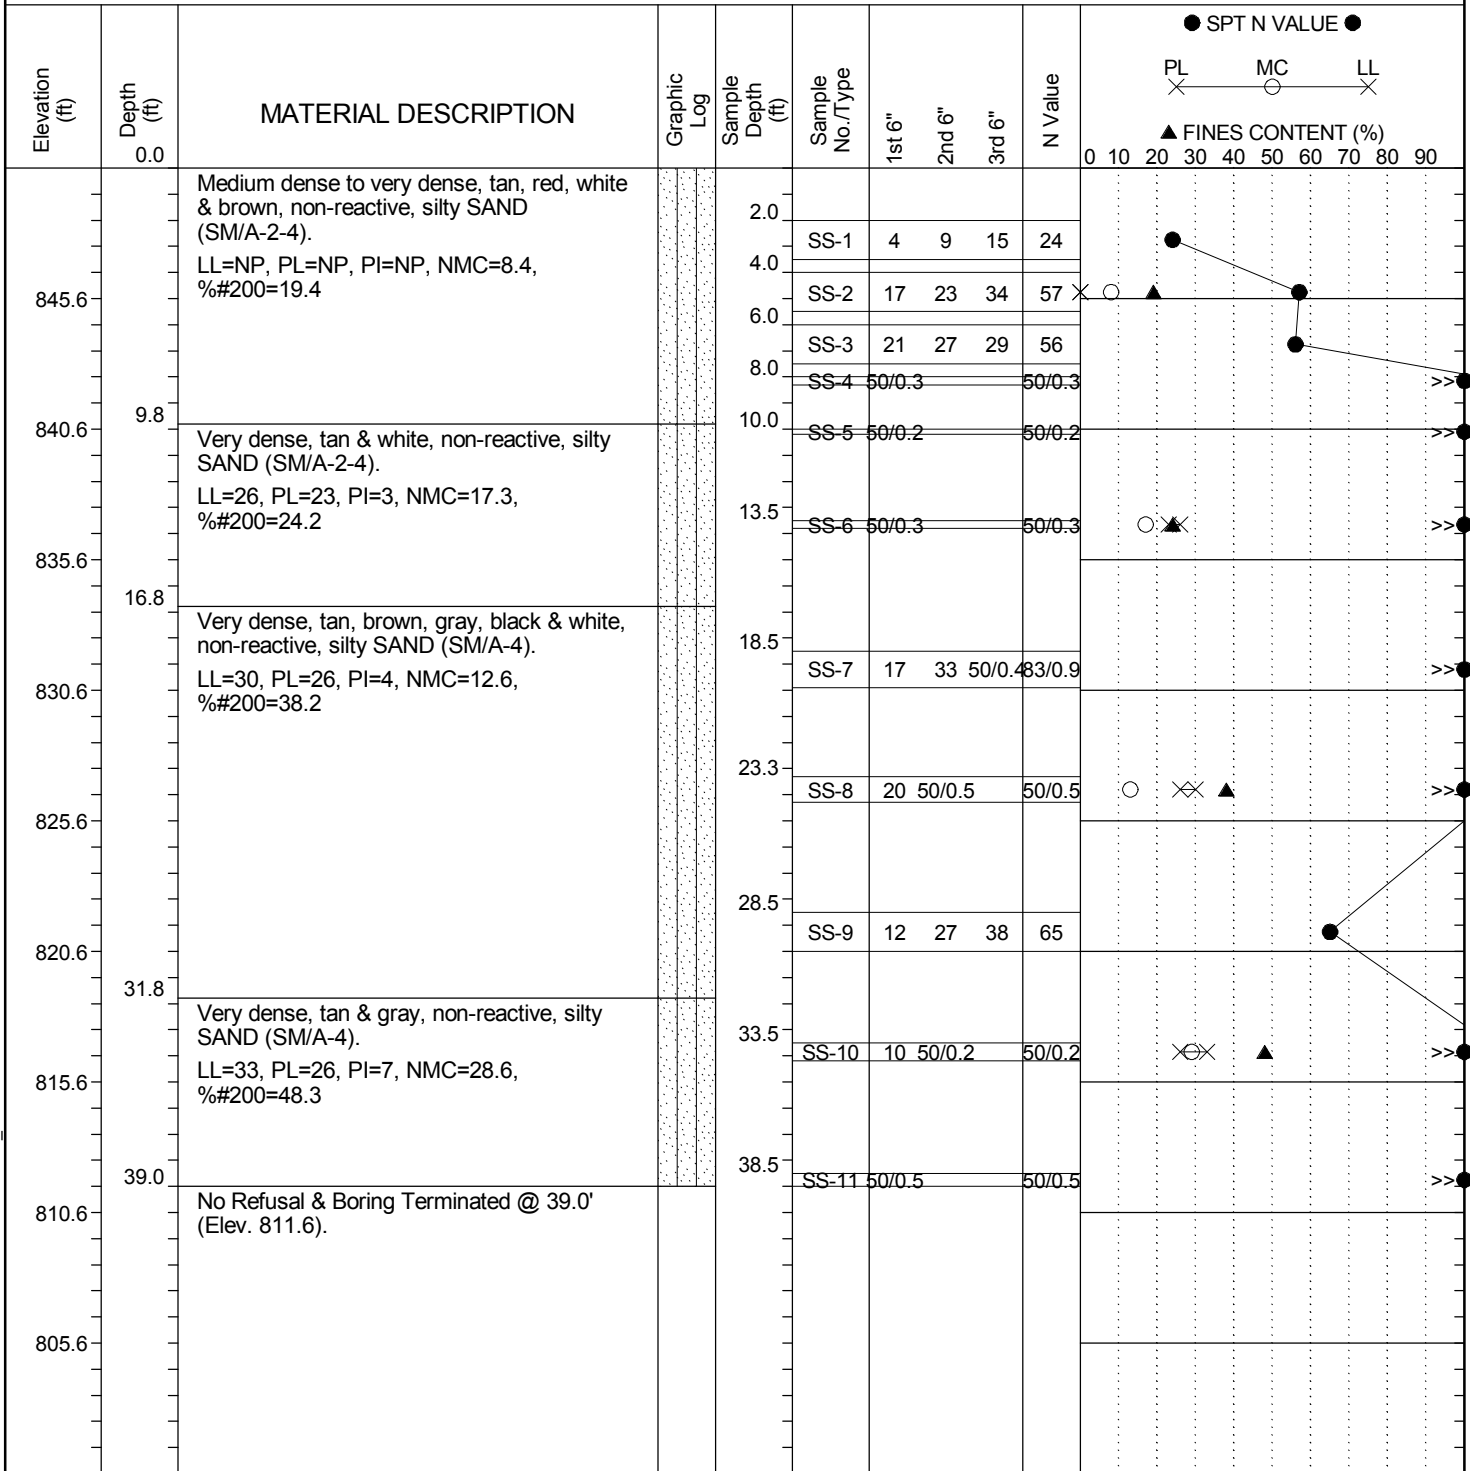 ● SPT N VALUE ●
PL MC LL
▲ FINES CONTENT (%)
Elevation (ft) Depth (ft) MATERIAL DESCRIPTION Graphic Log Sample Depth (ft) Sample No./Type 1st 6" 2nd 6" 3rd 6" N Value
0.0 0 10 20 30 40 50 60 70 80 90
Medium dense to very dense, tan, red, white
& brown, non-reactive, silty SAND
(SM/A-2-4).
LL=NP, PL=NP, PI=NP, NMC=8.4,
%#200=19.4
2.0
SS-1 4 9 15 24
4.0
845.6
SS-2 17 23 34 57
6.0
SS-3 21 27 29 56
8.0
SS-4 50/0.3 50/0.3 >>
9.8
Very dense, tan & white, non-reactive, silty
SAND (SM/A-2-4).
LL=26, PL=23, PI=3, NMC=17.3,
%#200=24.2
10.0
840.6
SS-5 50/0.2 50/0.2 >>
13.5
SS-6 50/0.3 50/0.3 >>
835.6
16.8
Very dense, tan, brown, gray, black & white,
non-reactive, silty SAND (SM/A-4).
LL=30, PL=26, PI=4, NMC=12.6,
%#200=38.2
18.5
SS-7 17 33 50/0.4 83/0.9 >>
830.6
23.3
SS-8 20 50/0.5 50/0.5 >>
825.6
28.5
SS-9 12 27 38 65
820.6
31.8
Very dense, tan & gray, non-reactive, silty
SAND (SM/A-4).
LL=33, PL=26, PI=7, NMC=28.6,
%#200=48.3
33.5
SS-10 10 50/0.2 50/0.2 >>
815.6
38.5
SS-11 50/0.5 50/0.5 >>
39.0
No Refusal & Boring Terminated @ 39.0'
(Elev. 811.6).
810.6
805.6